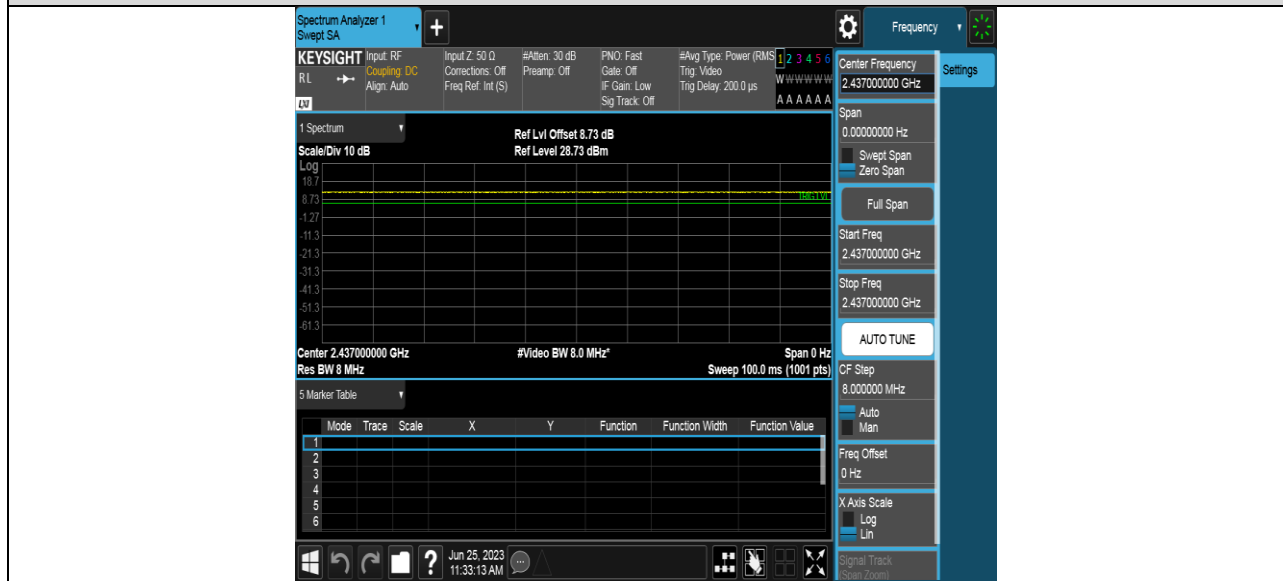 Spectrum Analyzer 1
Swept SA
+
Frequency
KEYSIGHT
RL
LXI
Input: RF
Coupling: DC
Align: Auto
Input Z: 50 Ω
Corrections: Off
Freq Ref: Int (S)
#Atten: 30 dB
Preamp: Off
PNO: Fast
Gate: Off
IF Gain: Low
Sig Track: Off
#Avg Type: Power (RMS
Trig: Video
Trig Delay: 200.0 µs
1 2 3 4 5 6
W W W W W W
A A A A A A
1 Spectrum
Scale/Div 10 dB
Ref Lvl Offset 8.73 dB
Ref Level 28.73 dBm
Log
18.7
8.73
-1.27
-11.3
-21.3
-31.3
-41.3
-51.3
-61.3
TRIG LVL
Center 2.437000000 GHz
#Video BW 8.0 MHz*
Span 0 Hz
Res BW 8 MHz
Sweep 100.0 ms (1001 pts)
5 Marker Table
Mode Trace Scale X Y Function Function Width Function Value
1
2
3
4
5
6
Center Frequency
2.437000000 GHz
Settings
Span
0.00000000 Hz
Swept Span
Zero Span
Full Span
Start Freq
2.437000000 GHz
Stop Freq
2.437000000 GHz
AUTO TUNE
CF Step
8.000000 MHz
Auto
Man
Freq Offset
0 Hz
X Axis Scale
Log
Lin
Signal Track
(Span Zoom)
?
Jun 25, 2023
11:33:13 AM